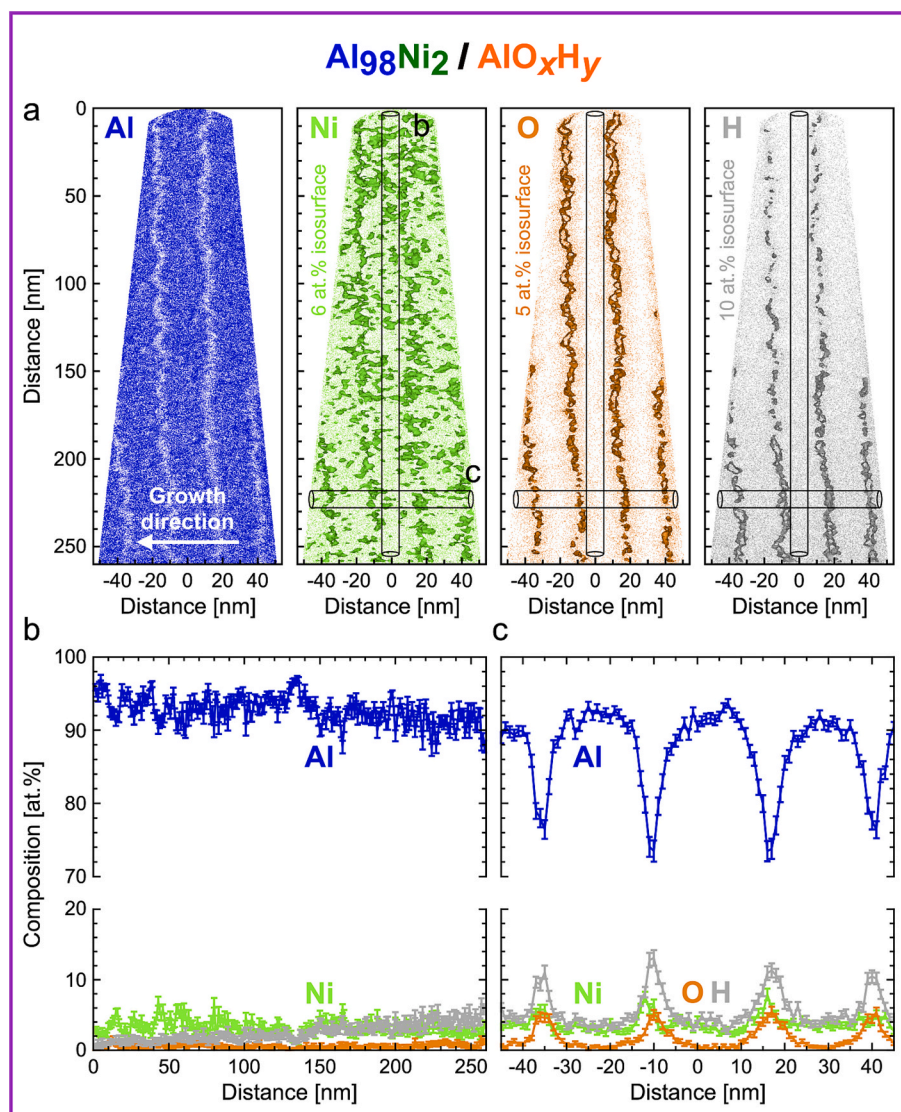 Al98Ni2 / AlOxHy
a
Al
Ni
b
O
H
6 at.% isosurface
5 at.% isosurface
10 at.% isosurface
0
50
100
150
200
250
Distance [nm]
c
Growth
direction
-40 -20 0 20 40
-40 -20 0 20 40
-40 -20 0 20 40
-40 -20 0 20 40
Distance [nm]
Distance [nm]
Distance [nm]
Distance [nm]
b
c
100
90
80
70
20
10
5
0
Composition [at.%]
Al
Al
Ni
Ni
O
H
0 50 100 150 200 250
-40 -30 -20 -10 0 10 20 30 40
Distance [nm]
Distance [nm]